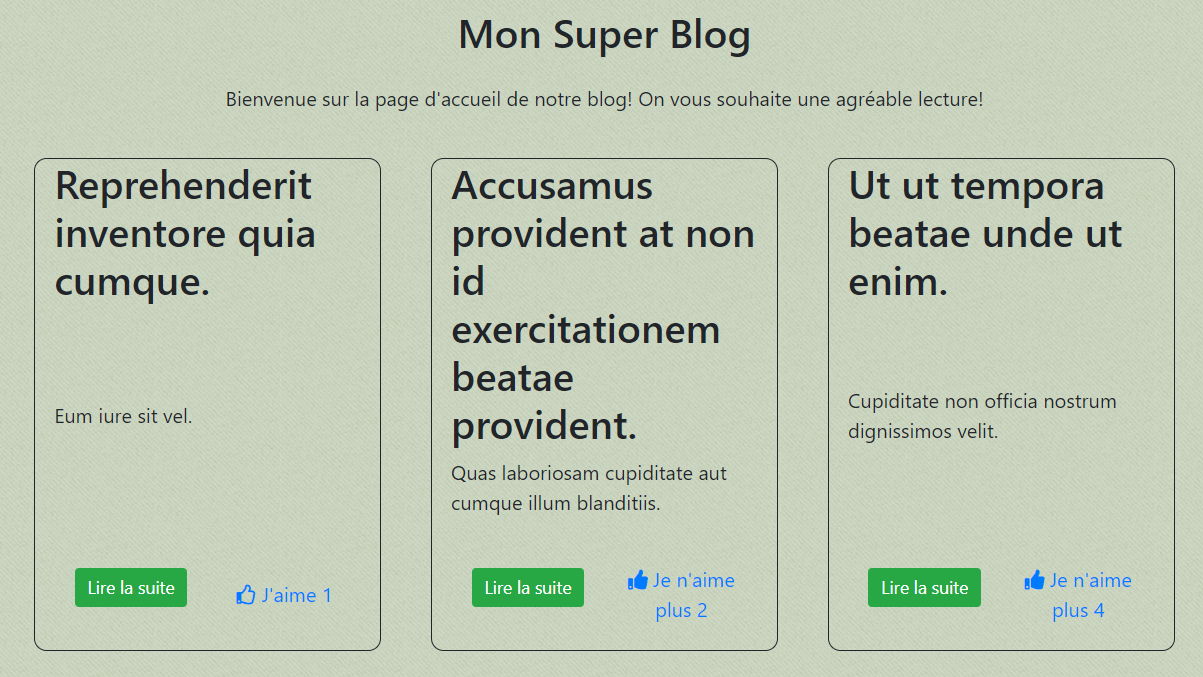 Mon Super Blog
Bienvenue sur la page d'accueil de notre blog! On vous souhaite une agréable lecture!
Reprehenderit
inventore quia
cumque.
Eum iure sit vel.
Lire la suite
J'aime 1
Accusamus
provident at non
id
exercitationem
beatae
provident.
Quas laboriosam cupiditate aut
cumque illum blanditiis.
Lire la suite
Je n'aime
plus 2
Ut ut tempora
beatae unde ut
enim.
Cupiditate non officia nostrum
dignissimos velit.
Lire la suite
Je n'aime
plus 4